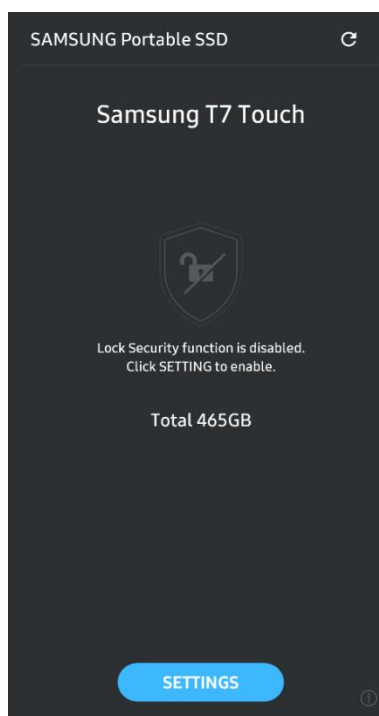 SAMSUNG Portable SSD
Samsung T7 Touch
Lock Security function is disabled.
Click SETTING to enable.
Total 465GB
SETTINGS